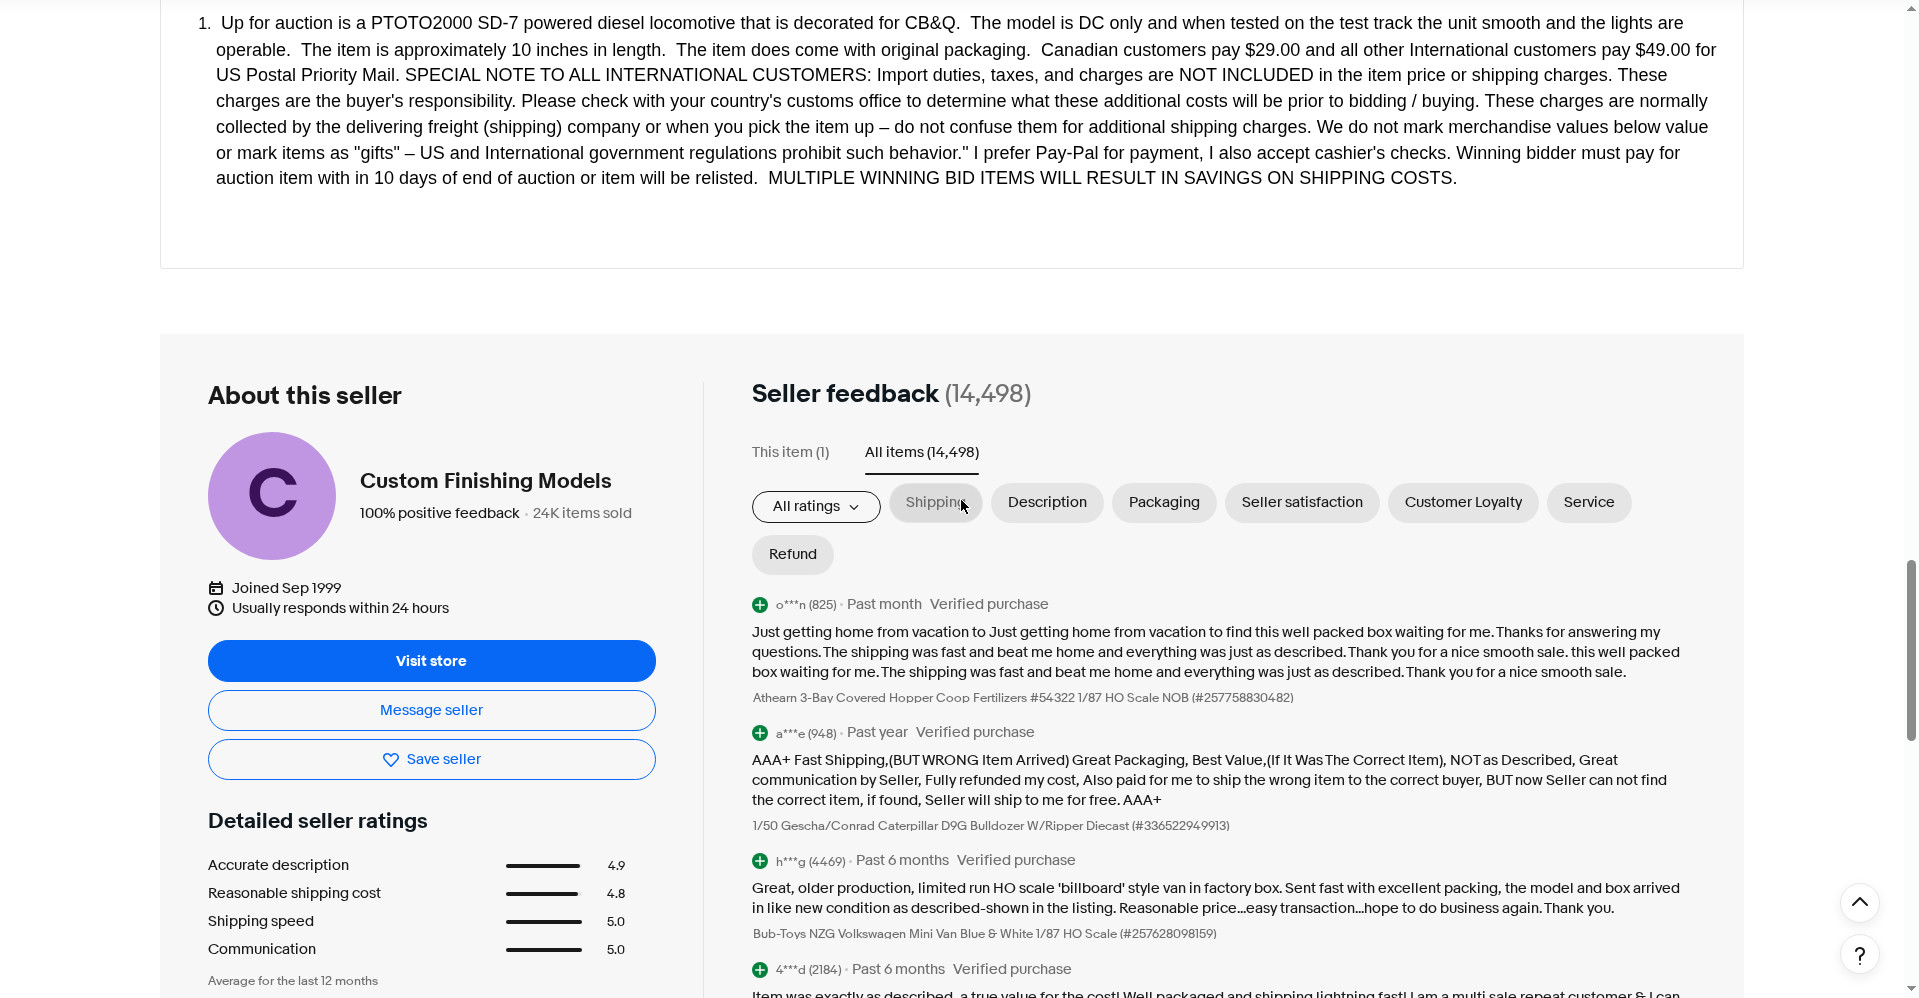 1. Up for auction is a PTOTO2000 SD-7 powered diesel locomotive that is decorated for CB&Q. The model is DC only and when tested on the test track the unit smooth and the lights are
operable. The item is approximately 10 inches in length. The item does come with original packaging. Canadian customers pay $29.00 and all other International customers pay $49.00 for
US Postal Priority Mail. SPECIAL NOTE TO ALL INTERNATIONAL CUSTOMERS: Import duties, taxes, and charges are NOT INCLUDED in the item price or shipping charges. These
charges are the buyer's responsibility. Please check with your country's customs office to determine what these additional costs will be prior to bidding / buying. These charges are normally
collected by the delivering freight (shipping) company or when you pick the item up – do not confuse them for additional shipping charges. We do not mark merchandise values below value
or mark items as "gifts" – US and International government regulations prohibit such behavior." I prefer Pay-Pal for payment, I also accept cashier's checks. Winning bidder must pay for
auction item with in 10 days of end of auction or item will be relisted. MULTIPLE WINNING BID ITEMS WILL RESULT IN SAVINGS ON SHIPPING COSTS.
About this seller
C
Custom Finishing Models
100% positive feedback · 24K items sold
Joined Sep 1999
Usually responds within 24 hours
Visit store
Message seller
Save seller
Detailed seller ratings
Accurate description 4.9
Reasonable shipping cost 4.8
Shipping speed 5.0
Communication 5.0
Average for the last 12 months
Seller feedback (14,498)
This item (1) All items (14,498)
All ratings Shipping Description Packaging Seller satisfaction Customer Loyalty Service
Refund
o***n (825) · Past month Verified purchase
Just getting home from vacation to Just getting home from vacation to find this well packed box waiting for me. Thanks for answering my
questions. The shipping was fast and beat me home and everything was just as described. Thank you for a nice smooth sale. this well packed
box waiting for me. The shipping was fast and beat me home and everything was just as described. Thank you for a nice smooth sale.
Athearn 3-Bay Covered Hopper Coop Fertilizers #54322 1/87 HO Scale NOB (#257758830482)
a***e (948) · Past year Verified purchase
AAA+ Fast Shipping,(BUT WRONG Item Arrived) Great Packaging, Best Value,(If It Was The Correct Item), NOT as Described, Great
communication by Seller, Fully refunded my cost, Also paid for me to ship the wrong item to the correct buyer, BUT now Seller can not find
the correct item, if found, Seller will ship to me for free. AAA+
1/50 Gescha/Conrad Caterpillar D9G Bulldozer W/Ripper Diecast (#336522949913)
h***g (4469) · Past 6 months Verified purchase
Great, older production, limited run HO scale 'billboard' style van in factory box. Sent fast with excellent packing, the model and box arrived
in like new condition as described-shown in the listing. Reasonable price...easy transaction...hope to do business again. Thank you.
Bub-Toys NZG Volkswagen Mini Van Blue & White 1/87 HO Scale (#257628098159)
4***d (2184) · Past 6 months Verified purchase
Item was exactly as described, a true value for the cost! Well packaged and shipping lightning fast! I am a multi sale repeat customer & I can
?